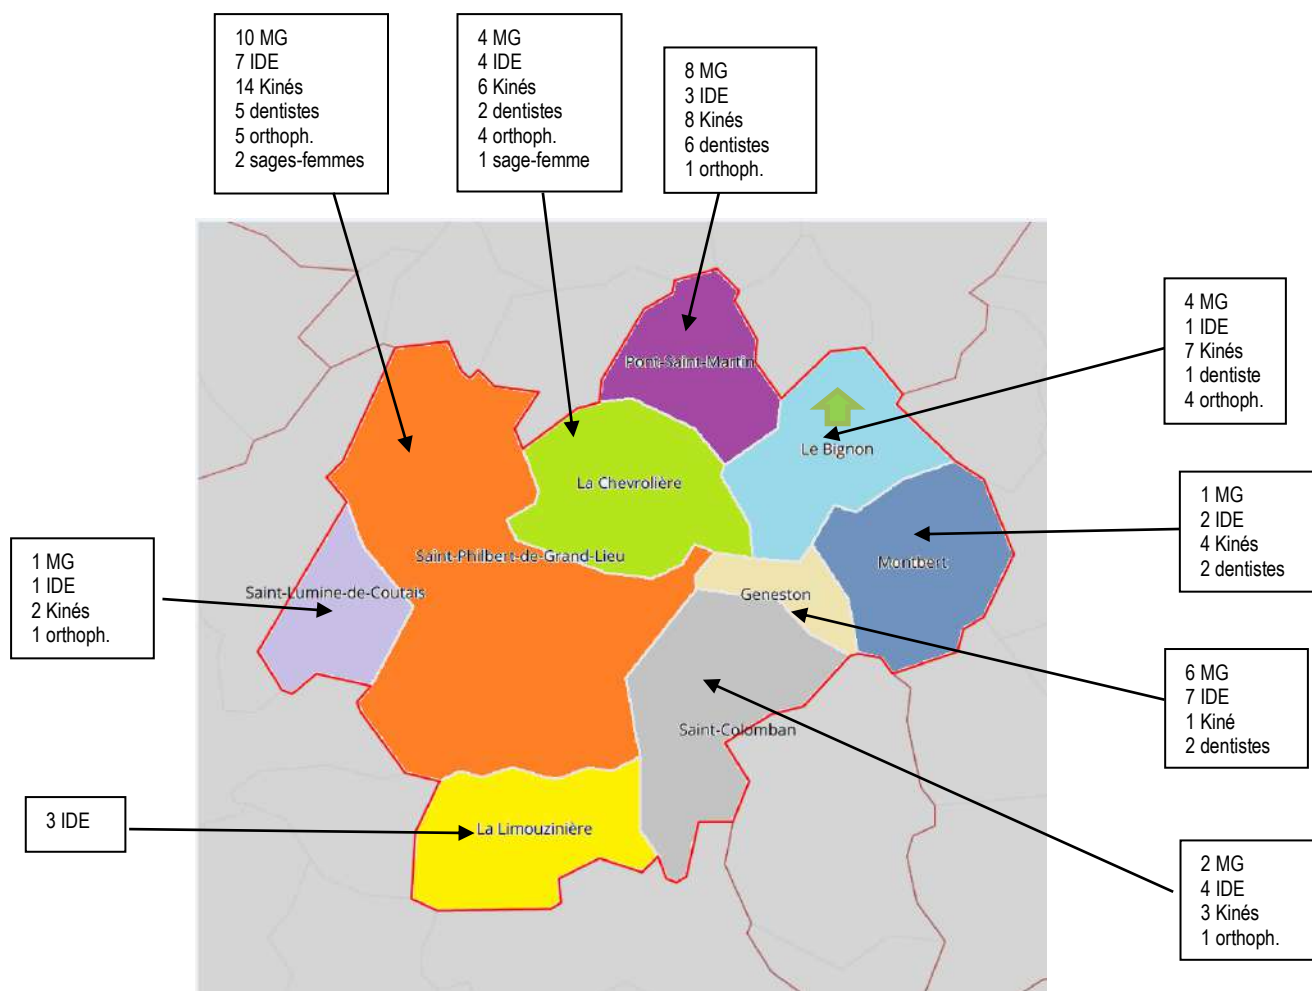 10 MG
7 IDE
14 Kinés
5 dentistes
5 orthoph.
2 sages-femmes
4 MG
4 IDE
6 Kinés
2 dentistes
4 orthoph.
1 sage-femme
8 MG
3 IDE
8 Kinés
6 dentistes
1 orthoph.
4 MG
1 IDE
7 Kinés
1 dentiste
4 orthoph.
Pont-Saint-Martin
Le Bignon
La Chevrolière
1 MG
2 IDE
4 Kinés
2 dentistes
Saint-Philbert-de-Grand-Lieu
Montbert
1 MG
1 IDE
2 Kinés
1 orthoph.
Saint-Lumine-de-Coutais
Geneston
6 MG
7 IDE
1 Kiné
2 dentistes
Saint-Colomban
3 IDE
La Limouzinière
2 MG
4 IDE
3 Kinés
1 orthoph.